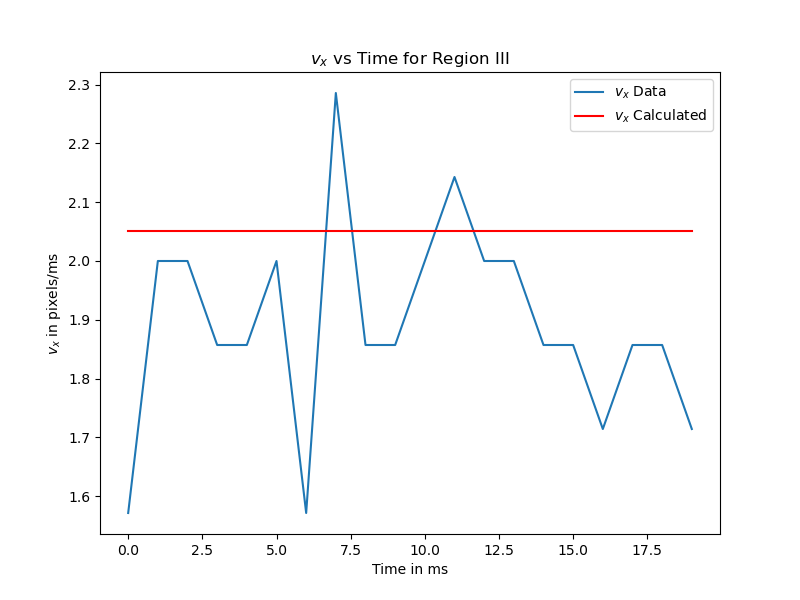 v_x vs Time for Region III
v_x Data
v_x Calculated
2.3
2.2
2.1
2.0
1.9
1.8
1.7
1.6
v_x in pixels/ms
0.0 2.5 5.0 7.5 10.0 12.5 15.0 17.5
Time in ms